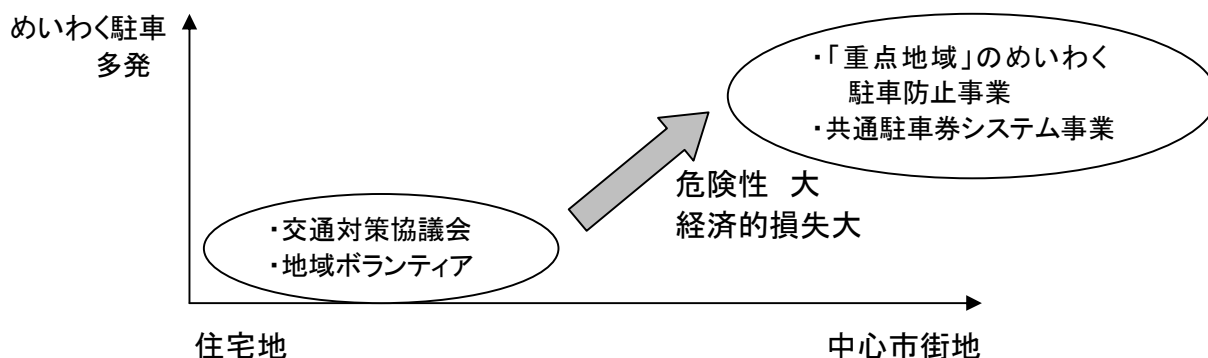 めいわく駐車
多発
・「重点地域」のめいわく
駐車防止事業
・共通駐車券システム事業
危険性　大
経済的損失大
・交通対策協議会
・地域ボランティア
住宅地
中心市街地